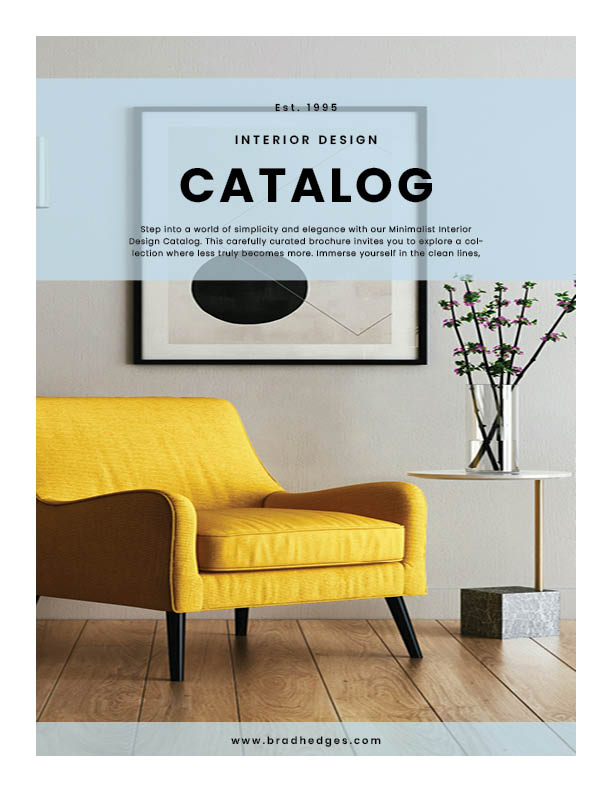 Est. 1995
INTERIOR DESIGN
CATALOG
Step into a world of simplicity and elegance with our Minimalist Interior
Design Catalog. This carefully curated brochure invites you to explore a col-
lection where less truly becomes more. Immerse yourself in the clean lines,
www.bradhedges.com